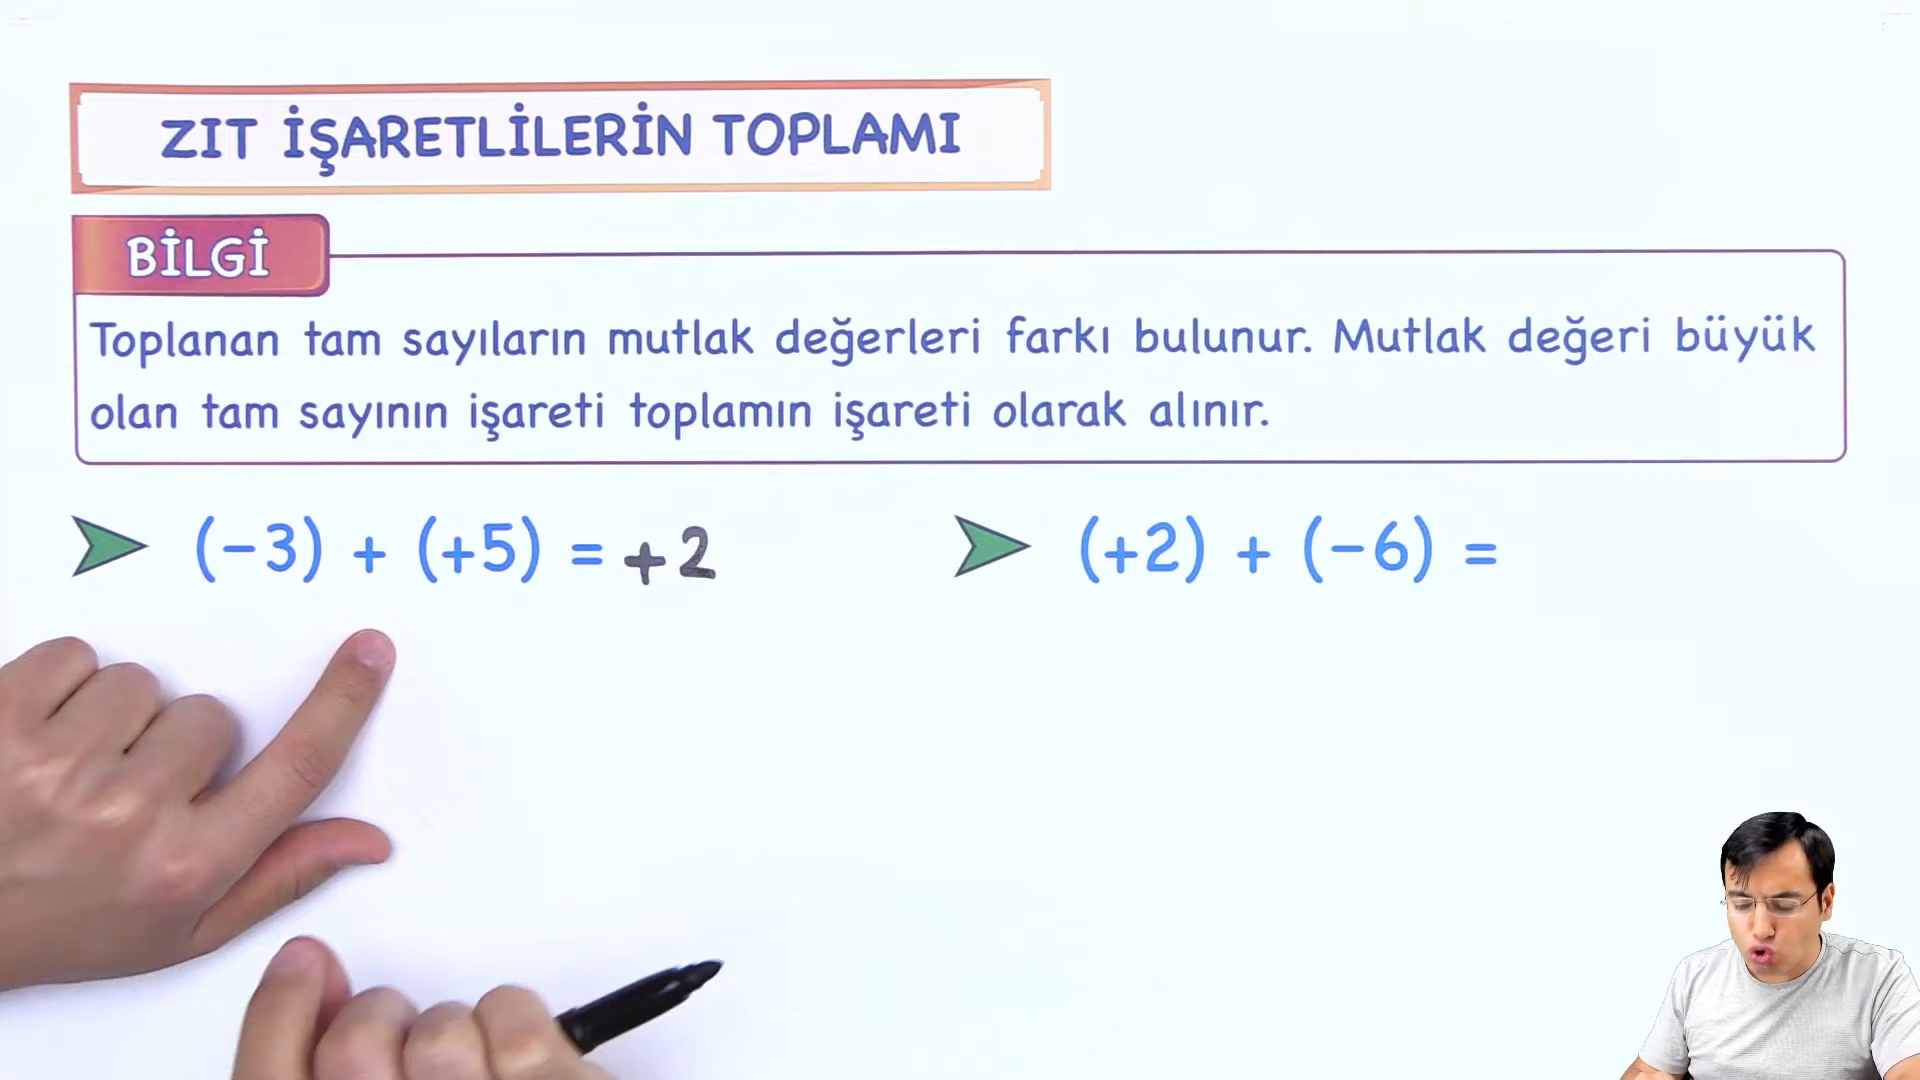 ZIT İŞARETLİLERİN TOPLAMI
BİLGİ
Toplanan tam sayıların mutlak değerleri farkı bulunur. Mutlak değeri büyük
olan tam sayının işareti toplamın işareti olarak alınır.
(-3) + (+5) = +2
(+2) + (-6) =